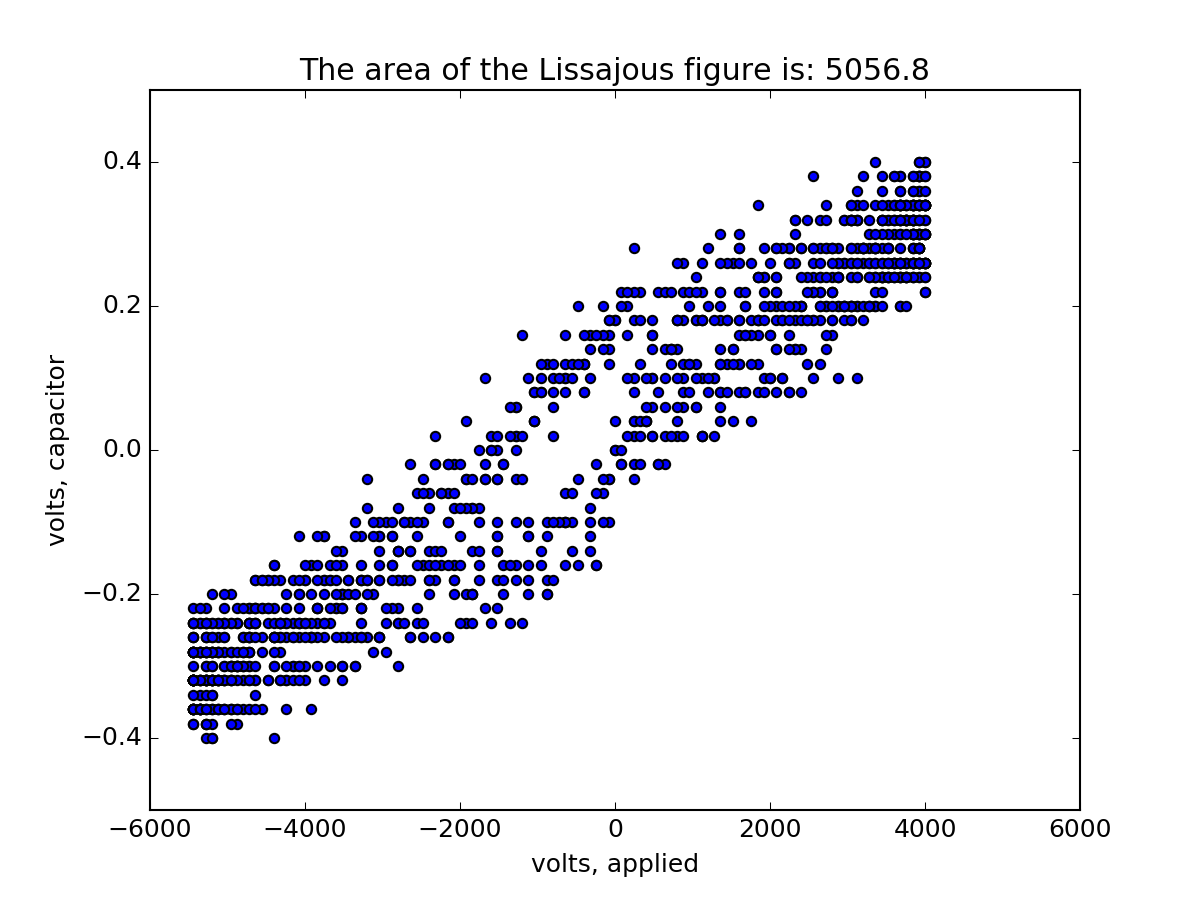 The area of the Lissajous figure is: 5056.8
0.4
0.2
0.0
−0.2
−0.4
volts, capacitor
−6000 −4000 −2000 0 2000 4000 6000
volts, applied